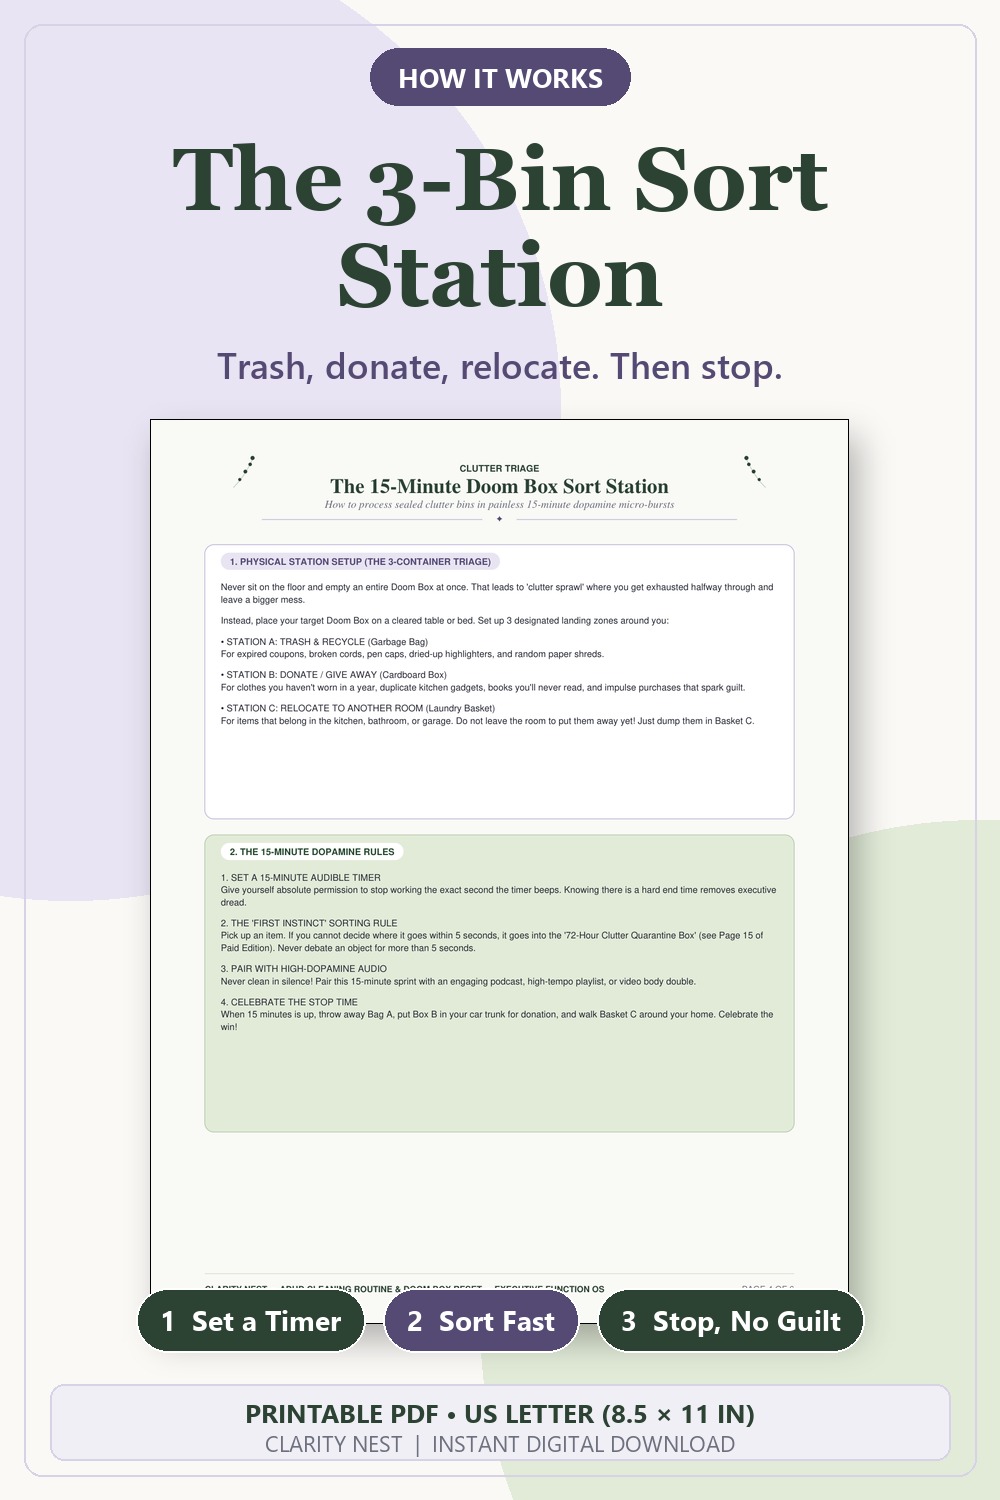 HOW IT WORKS
The 3-Bin Sort
Station
Trash, donate, relocate. Then stop.
CLUTTER TRIAGE
The 15-Minute Doom Box Sort Station
How to process sealed clutter bins in painless 15-minute dopamine micro-bursts
1. PHYSICAL STATION SETUP (THE 3-CONTAINER TRIAGE)
Never sit on the floor and empty an entire Doom Box at once. That leads to 'clutter sprawl' where you get exhausted halfway through and
leave a bigger mess.
Instead, place your target Doom Box on a cleared table or bed. Set up 3 designated landing zones around you:
• STATION A: TRASH & RECYCLE (Garbage Bag)
For expired coupons, broken cords, pen caps, dried-up highlighters, and random paper shreds.
• STATION B: DONATE / GIVE AWAY (Cardboard Box)
For clothes you haven't worn in a year, duplicate kitchen gadgets, books you'll never read, and impulse purchases that spark guilt.
• STATION C: RELOCATE TO ANOTHER ROOM (Laundry Basket)
For items that belong in the kitchen, bathroom, or garage. Do not leave the room to put them away yet! Just dump them in Basket C.
2. THE 15-MINUTE DOPAMINE RULES
1. SET A 15-MINUTE AUDIBLE TIMER
Give yourself absolute permission to stop working the exact second the timer beeps. Knowing there is a hard end time removes executive
dread.
2. THE 'FIRST INSTINCT' SORTING RULE
Pick up an item. If you cannot decide where it goes within 5 seconds, it goes into the '72-Hour Clutter Quarantine Box' (see Page 15 of
Paid Edition). Never debate an object for more than 5 seconds.
3. PAIR WITH HIGH-DOPAMINE AUDIO
Never clean in silence! Pair this 15-minute sprint with an engaging podcast, high-tempo playlist, or video body double.
4. CELEBRATE THE STOP TIME
When 15 minutes is up, throw away Bag A, put Box B in your car trunk for donation, and walk Basket C around your home. Celebrate the
win!
CLARITY NEST ADHD CLEANING ROUTINE & DOOM BOX RESET EXECUTIVE FUNCTION OS
1 Set a Timer
2 Sort Fast
3 Stop, No Guilt
PRINTABLE PDF • US LETTER (8.5 × 11 IN)
CLARITY NEST | INSTANT DIGITAL DOWNLOAD